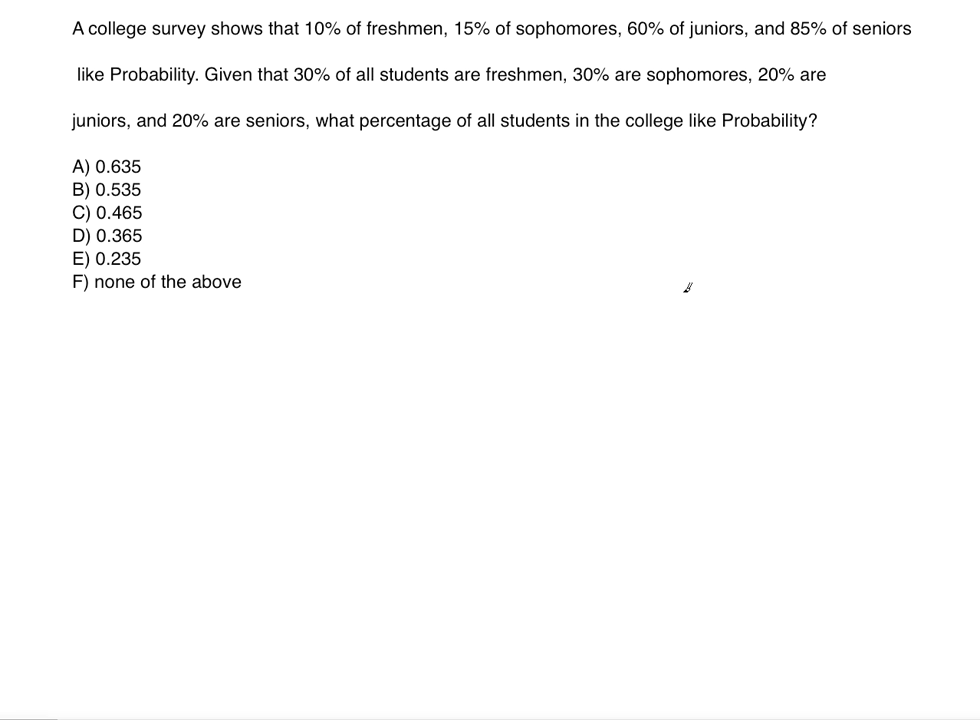 A college survey shows that 10% of freshmen, 15% of sophomores, 60% of juniors, and 85% of seniors
like Probability. Given that 30% of all students are freshmen, 30% are sophomores, 20% are
juniors, and 20% are seniors, what percentage of all students in the college like Probability?
A) 0.635
B) 0.535
C) 0.465
D) 0.365
E) 0.235
F) none of the above